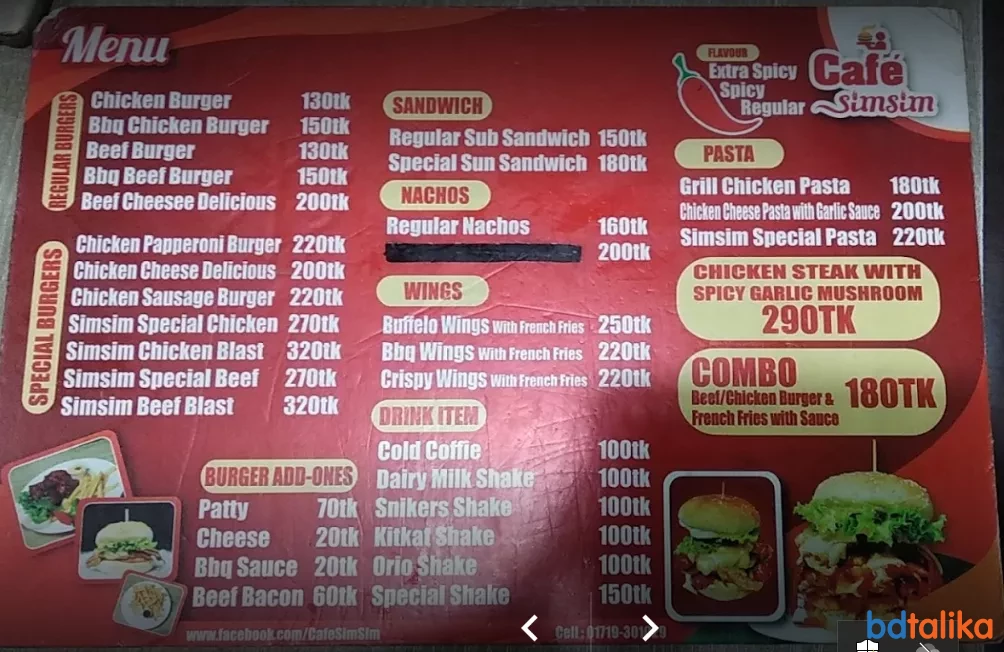 Menu
REGULAR BURGERS
Chicken Burger 130tk
Bbq Chicken Burger 150tk
Beef Burger 130tk
Bbq Beef Burger 150tk
Beef Cheesee Delicious 200tk
SPECIAL BURGERS
Chicken Papperoni Burger 220tk
Chicken Cheese Delicious 200tk
Chicken Sausage Burger 220tk
Simsim Special Chicken 270tk
Simsim Chicken Blast 320tk
Simsim Special Beef 270tk
Simsim Beef Blast 320tk
BURGER ADD-ONES
Patty 70tk
Cheese 20tk
Bbq Sauce 20tk
Beef Bacon 60tk
www.facebook.com/CafeSimSim
SANDWICH
Regular Sub Sandwich 150tk
Special Sun Sandwich 180tk
NACHOS
Regular Nachos 160tk
200tk
WINGS
Buffelo Wings With French Fries 250tk
Bbq Wings With French Fries 220tk
Crispy Wings With French Fries 220tk
DRINK ITEM
Cold Coffie 100tk
Dairy Milk Shake 100tk
Snikers Shake 100tk
Kitkat Shake 100tk
Orio Shake 100tk
Special Shake 150tk
Cell: 01719-301
FLAVOUR
Extra Spicy
Spicy
Regular
Café
simsim
PASTA
Grill Chicken Pasta 180tk
Chicken Cheese Pasta with Garlic Sauce 200tk
Simsim Special Pasta 220tk
CHICKEN STEAK WITH
SPICY GARLIC MUSHROOM
290TK
COMBO
Beef/Chicken Burger &
French Fries with Sauce
180TK
bdtalika